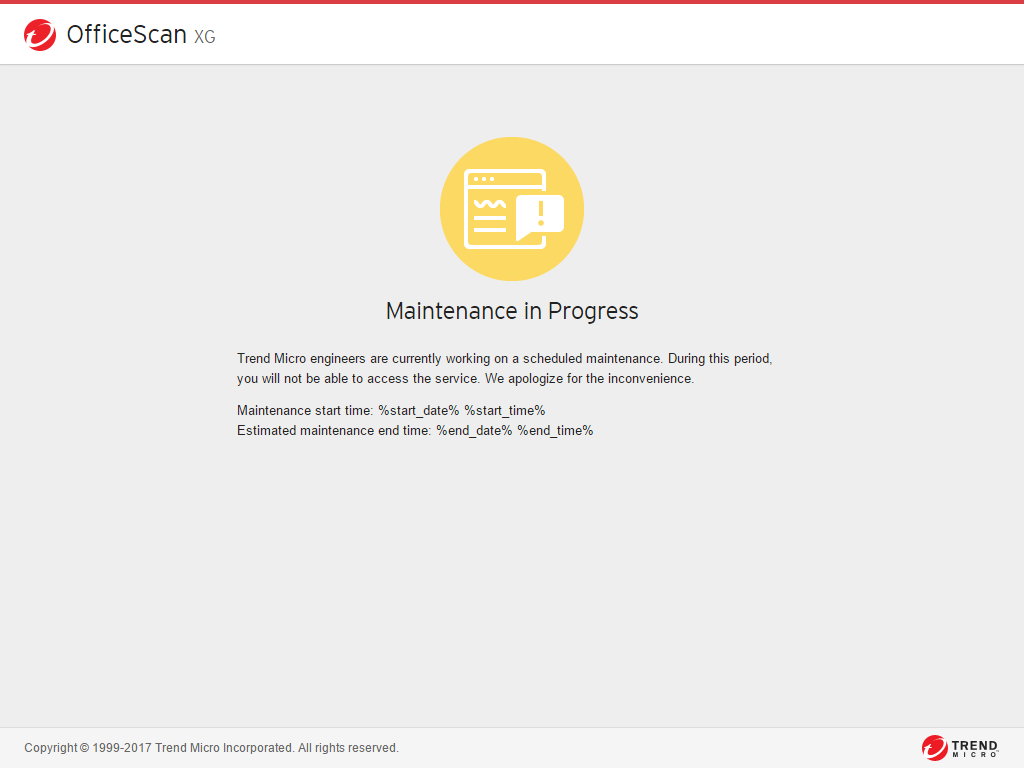 OfficeScan XG
Maintenance in Progress
Trend Micro engineers are currently working on a scheduled maintenance. During this period,
you will not be able to access the service. We apologize for the inconvenience.
Maintenance start time: %start_date% %start_time%
Estimated maintenance end time: %end_date% %end_time%
Copyright © 1999-2017 Trend Micro Incorporated. All rights reserved.
TREND
MICRO™